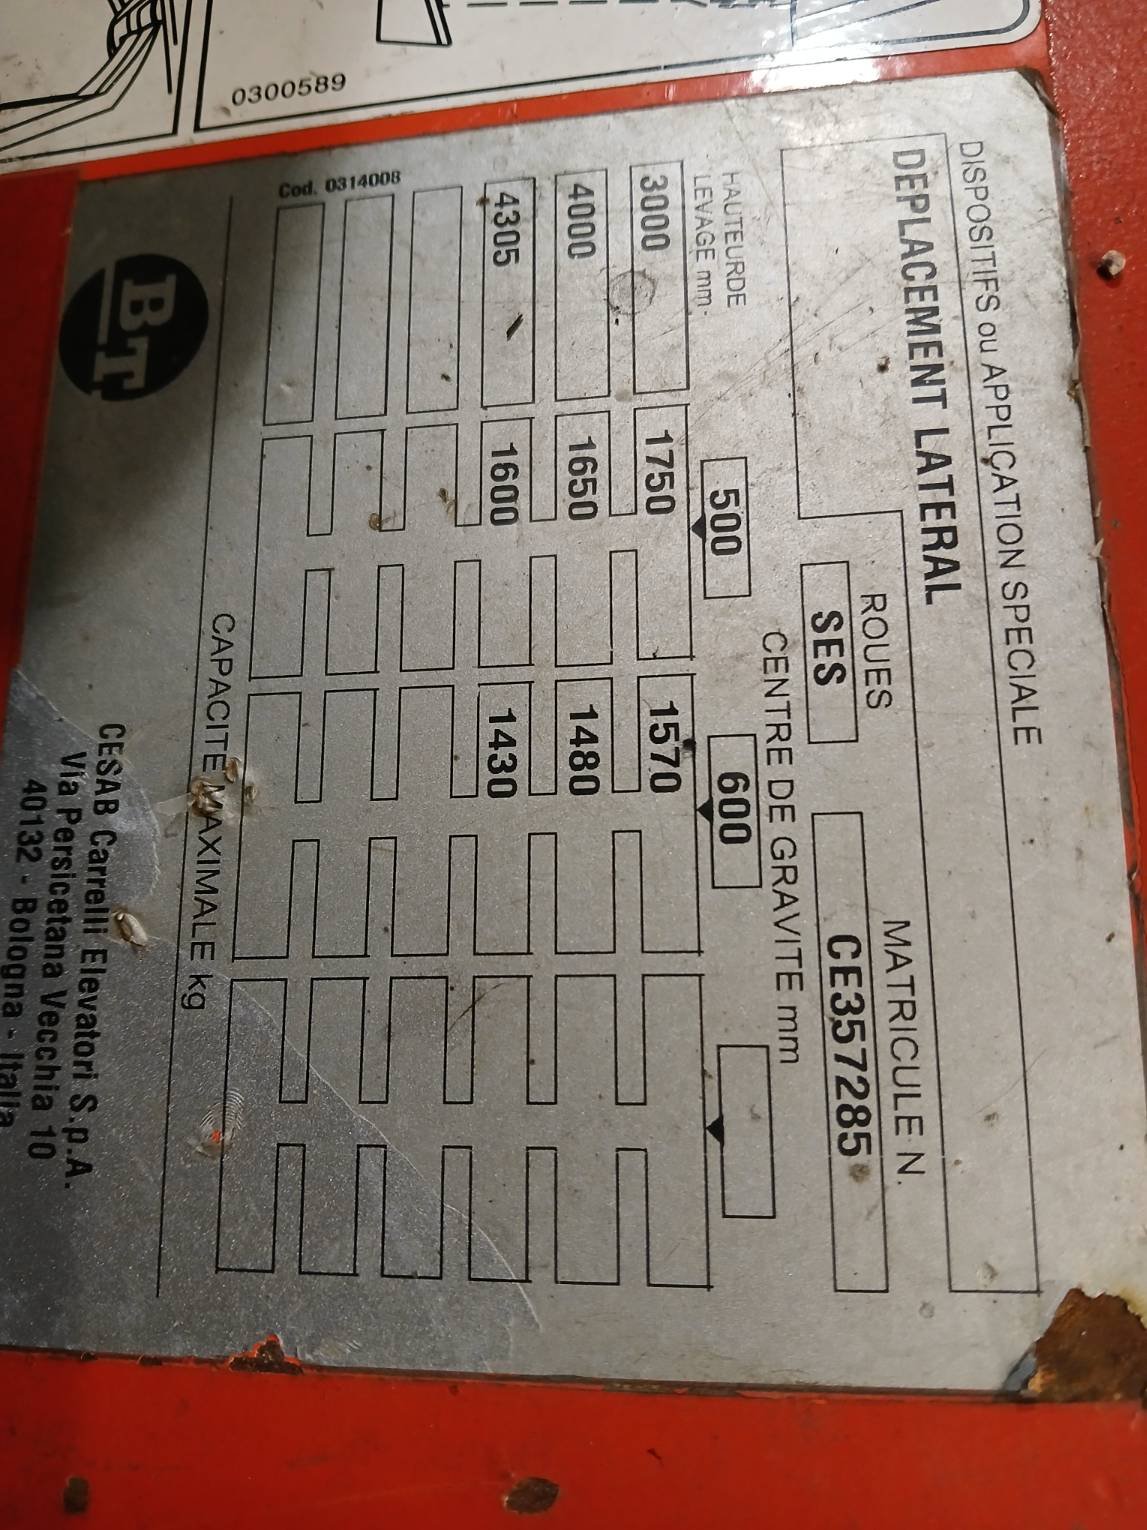 0300589
DISPOSITIFS ou APPLICATION SPECIALE
DEPLACEMENT LATERAL
ROUES
MATRICULE N.
SES
CE357285
CENTRE DE GRAVITE mm
HAUTEUR DE
LEVAGE mm
500
600
3000 1750 1570
4000 1650 1480
4305 1600 1430
Cod. 0314008
CAPACITE MAXIMALE kg
BT
CESAB Carrelli Elevatori S.p.A.
Via Persicetana Vecchia 10
40132 - Bologna - Italia